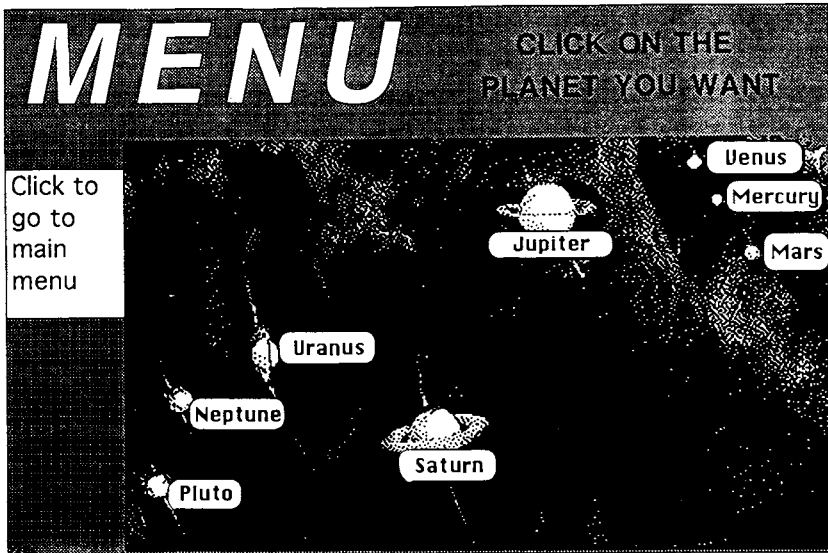 MENU
CLICK ON THE
PLANET YOU WANT
Click to
go to
main
menu
Venus
Mercury
Jupiter
Mars
Uranus
Neptune
Saturn
Pluto